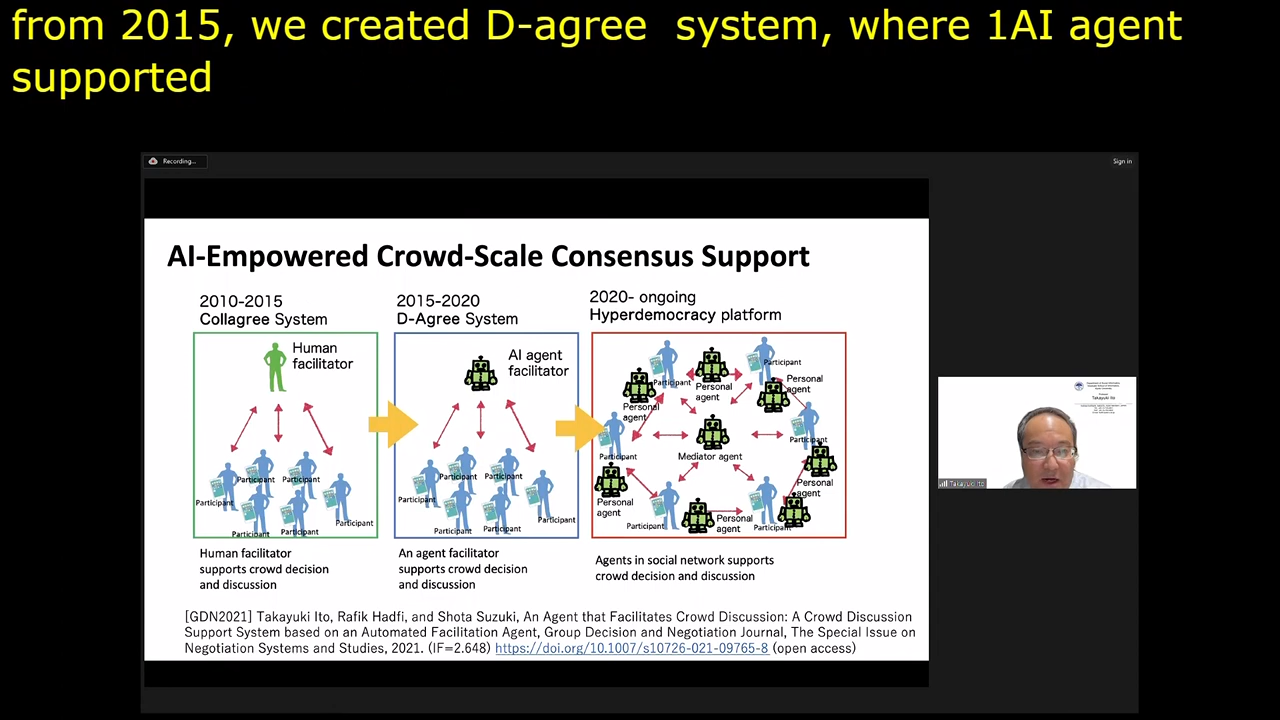 from 2015, we created D-agree system, where 1AI agent
supported
Recording...
Sign in
AI-Empowered Crowd-Scale Consensus Support
2010-2015
Collagree System
Human
facilitator
Participant
Participant
Participant
Participant
Participant
Participant
Human facilitator
supports crowd decision
and discussion
2015-2020
D-Agree System
AI agent
facilitator
Participant
Participant
Participant
Participant
Participant
Participant
An agent facilitator
supports crowd decision
and discussion
2020- ongoing
Hyperdemocracy platform
Participant
Participant
Personal
agent
Personal
agent
Personal
agent
Participant
Participant
Mediator agent
Personal
agent
Personal
agent
Participant
Personal
agent
Participant
Agents in social network supports
crowd decision and discussion
[GDN2021] Takayuki Ito, Rafik Hadfi, and Shota Suzuki, An Agent that Facilitates Crowd Discussion: A Crowd Discussion
Support System based on an Automated Facilitation Agent, Group Decision and Negotiation Journal, The Special Issue on
Negotiation Systems and Studies, 2021. (IF=2.648) https://doi.org/10.1007/s10726-021-09765-8 (open access)
Takayuki Ito
Takayuki Ito